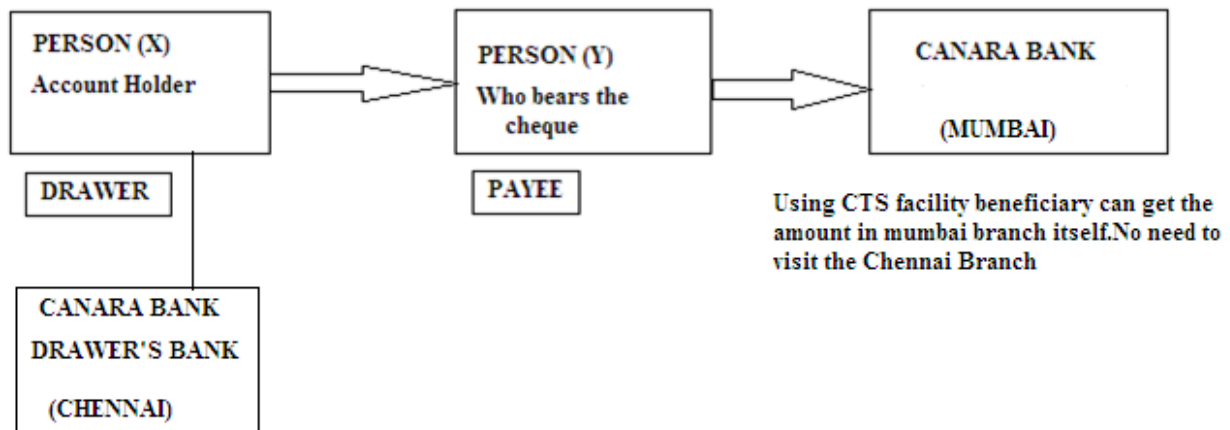 PERSON (X)
Account Holder
DRAWER
PERSON (Y)
Who bears the
cheque
PAYEE
CANARA BANK
(MUMBAI)
Using CTS facility beneficiary can get the
amount in mumbai branch itself.No need to
visit the Chennai Branch
CANARA BANK
DRAWER'S BANK
(CHENNAI)